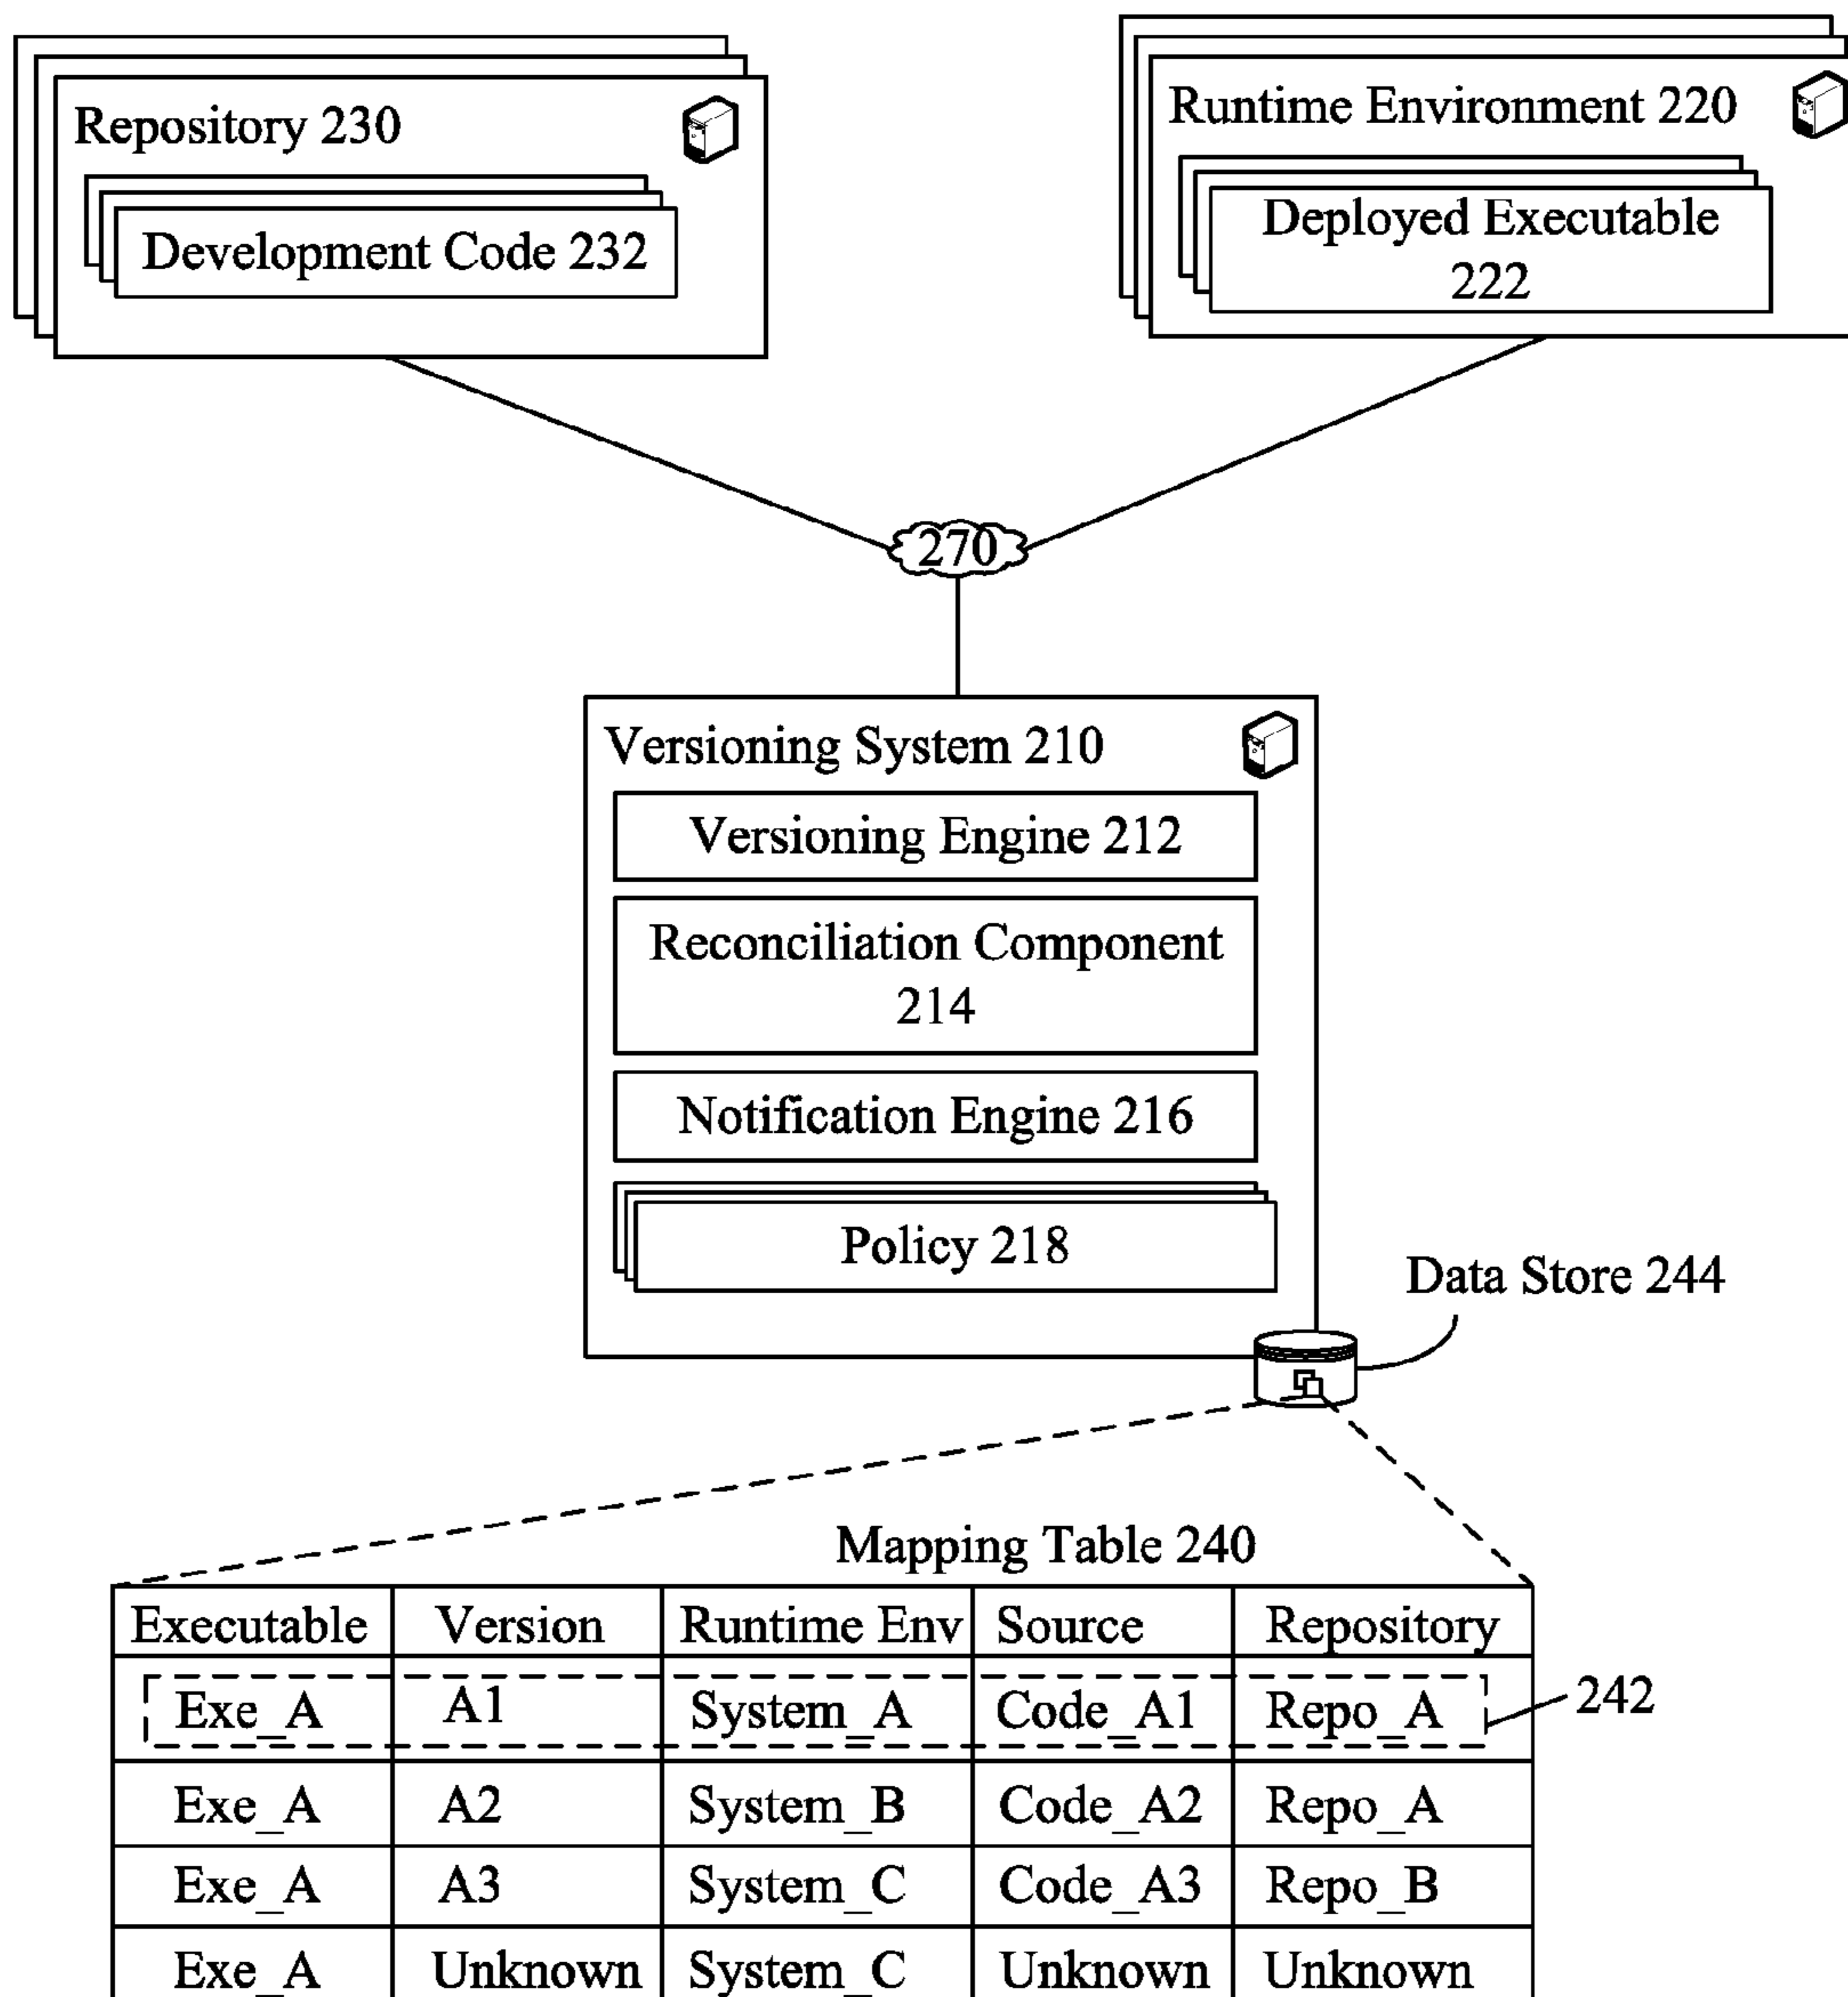 Repository 230
Development Code 232
Runtime Environment 220
Deployed Executable
222
270
Versioning System 210
Versioning Engine 212
Reconciliation Component
214
Notification Engine 216
Policy 218
Data Store 244
Mapping Table 240
Executable Version Runtime Env Source Repository
Exe_A A1 System_A Code_A1 Repo_A
242
Exe_A A2 System_B Code_A2 Repo_A
Exe_A A3 System_C Code_A3 Repo_B
Exe_A Unknown System_C Unknown Unknown